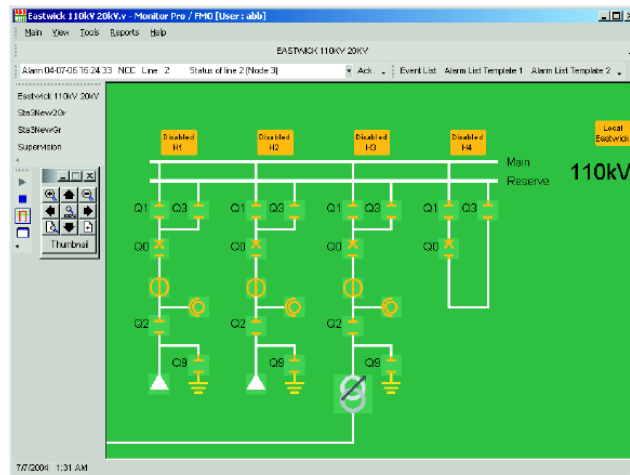 Eastwick 110kV 20kV.v - Monitor Pro / FMO [User : abb]
Main View Tools Reports Help
EASTWICK 110KV 20KV
Alarm 04-07-06 16:24:33 NCC Line 2 Status of line 2 (Node 3) Ack Event List Alarm List Template 1 Alarm List Template 2
Eastwick 110kV 20kV
Sta3New20r
Sta3NewGr
Supervision
Thumbnail
Disabled H1
Disabled H2
Disabled H3
Disabled H4
Local Eastwick
Main
Reserve
110kV
Q1 Q3 Q1 Q3 Q1 Q3 Q1 Q3
Q0 Q0 Q0 Q0
Q2 Q2 Q2
Q9 Q9 Q9
7/7/2004 1:31 AM